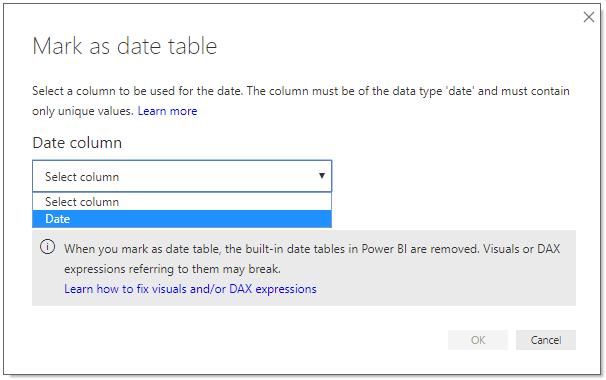 Mark as date table
Select a column to be used for the date. The column must be of the data type 'date' and must contain
only unique values. Learn more
Date column
Select column
Select column
Date
When you mark as date table, the built-in date tables in Power BI are removed. Visuals or DAX
expressions referring to them may break.
Learn how to fix visuals and/or DAX expressions
OK
Cancel